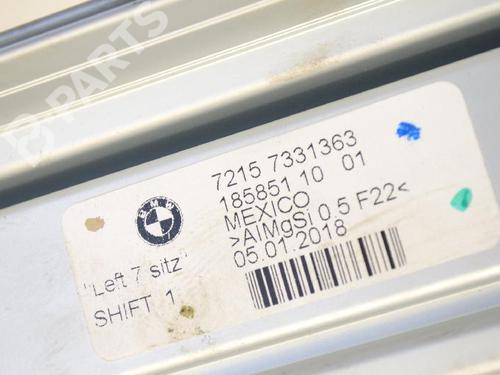 B PARTS
BMW
7215 7331363
185851 10 01
MEXICO
>AlMgSi 0,5 F22<
05.01.2018
"Left 7 sitz"
SHIFT 1